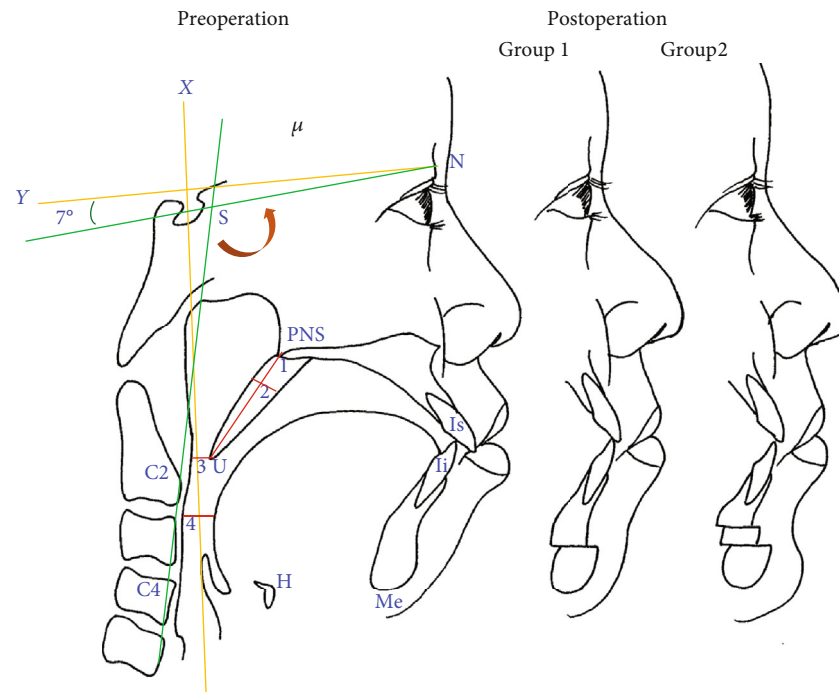 Preoperation
Postoperation
Group 1
Group2
X
μ
N
Y
7°
S
PNS
1
2
Is
C2
3 U
Ii
4
C4
H
Me